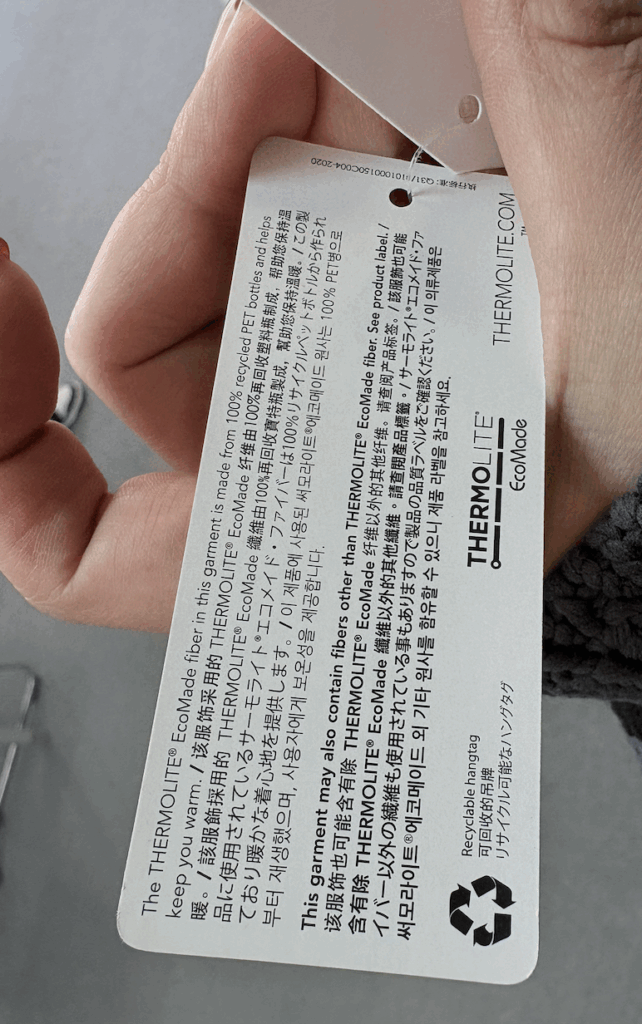 The THERMOLITE® EcoMade fiber in this garment is made from 100% recycled PET bottles and helps
keep you warm. / 该服饰采用的 THERMOLITE® EcoMade 纤维由100%再回收塑料瓶制成，帮助您保持温
暖。/ 該服飾採用的 THERMOLITE® EcoMade 纖維由100%再回收寶特瓶製成，幫助您保持溫暖。/ この製
品に使用されているサーモライト®エコメイド・ファイバーは100%リサイクルペットボトルから作られ
ており暖かな着心地を提供します。/ 이 제품에 사용된 써모라이트®에코메이드 원사는 100% PET병으로
부터 재생했으며, 사용자에게 보온성을 제공합니다.
This garment may also contain fibers other than THERMOLITE® EcoMade fiber. See product label. /
该服饰也可能含有除 THERMOLITE® EcoMade 纤维以外的其他纤维。请查阅产品标签。/ 該服飾也可能
含有除 THERMOLITE® EcoMade 纖維以外的其他纖維。請查閱產品標籤。/ サーモライト®エコメイド・ファ
イバー以外の繊維も使用されている事もありますので製品の品質ラベルをご確認ください。/ 이 의류제품은
써모라이트®에코메이드 외 기타 원사를 함유할 수 있으니 제품 라벨을 참고하세요.
Recyclable hangtag
可回收的吊牌
リサイクル可能なハングタグ
THERMOLITE®
EcoMade
THERMOLITE.COM
TM
执行标准: Q31/0101000150C004-2020